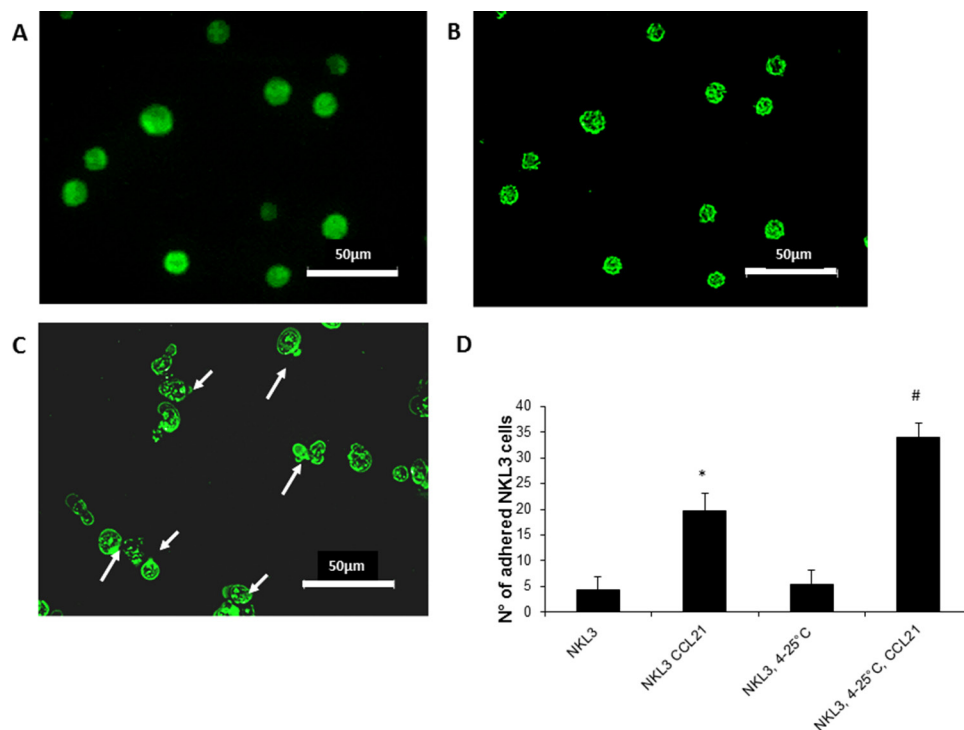 A
50µm
B
50µm
C
50µm
D
N° of adhered NKL3 cells
40
35
30
25
20
15
10
5
0
*
#
NKL3
NKL3 CCL21
NKL3, 4-25°C
NKL3, 4-25°C, CCL21